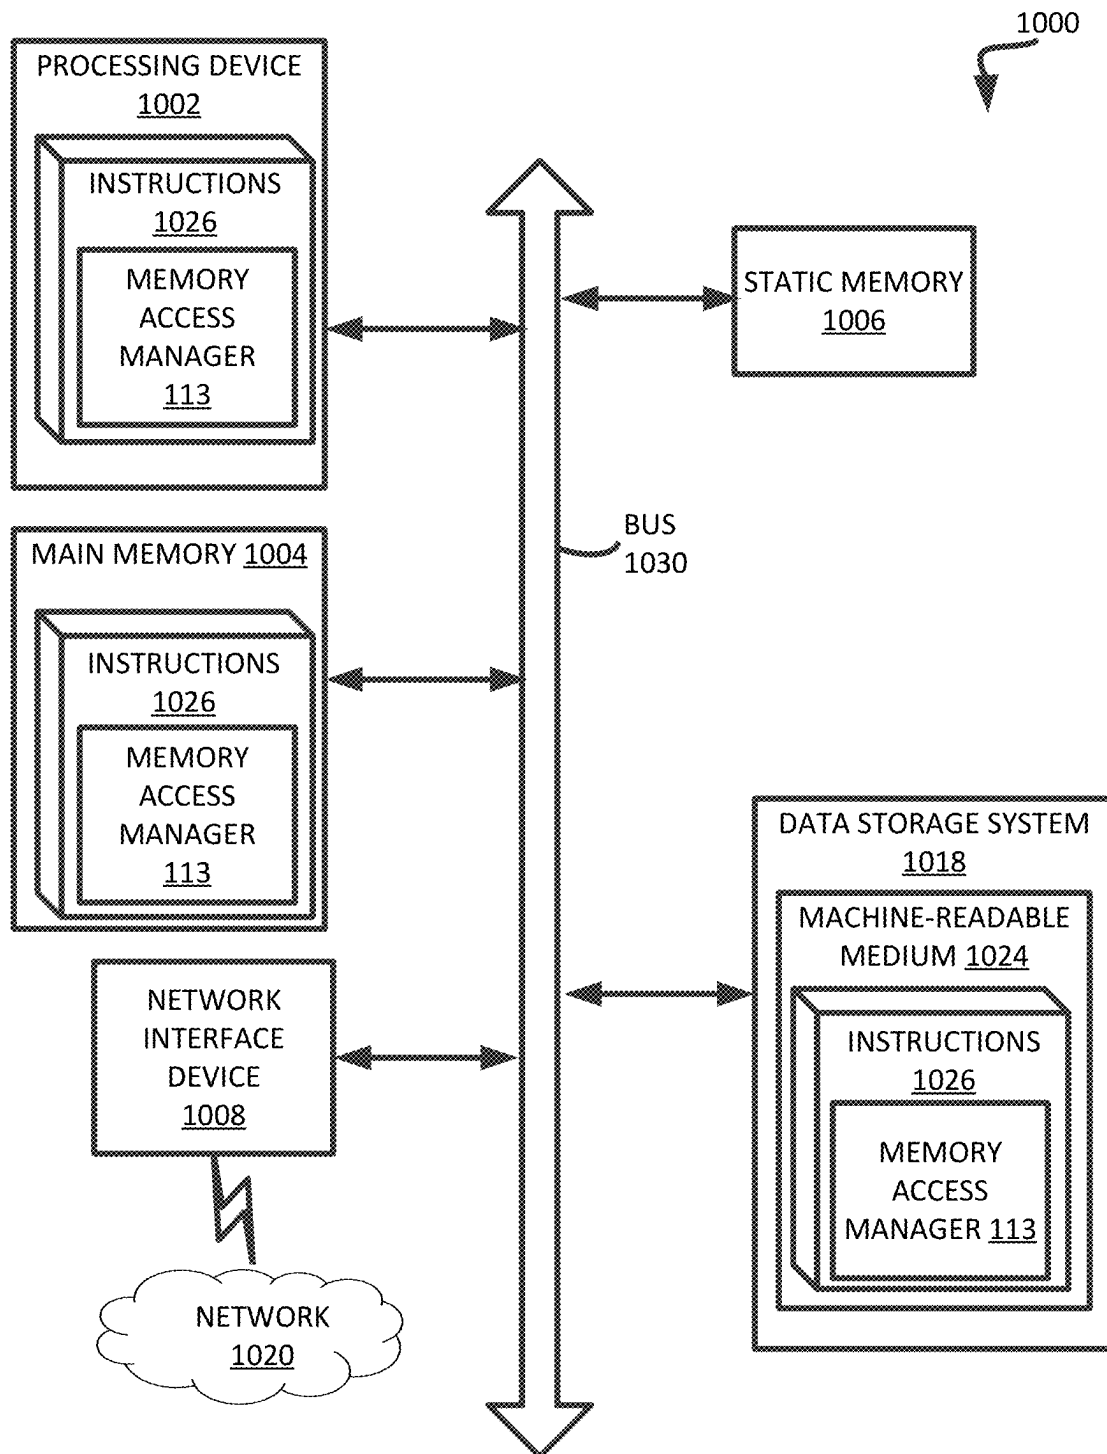 1000
PROCESSING DEVICE
1002
INSTRUCTIONS
1026
MEMORY
ACCESS
MANAGER
113
STATIC MEMORY
1006
BUS
1030
MAIN MEMORY 1004
INSTRUCTIONS
1026
MEMORY
ACCESS
MANAGER
113
DATA STORAGE SYSTEM
1018
MACHINE-READABLE
MEDIUM 1024
INSTRUCTIONS
1026
MEMORY
ACCESS
MANAGER 113
NETWORK
INTERFACE
DEVICE
1008
NETWORK
1020